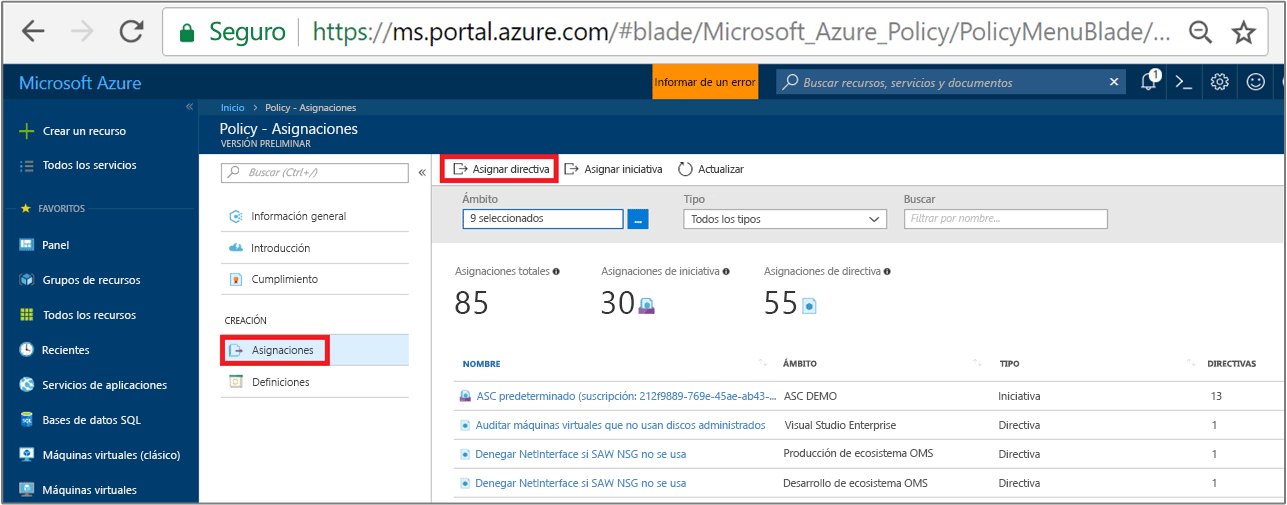 Seguro https://ms.portal.azure.com/#blade/Microsoft_Azure_Policy/PolicyMenuBlade/...
Microsoft Azure
Informar de un error
Buscar recursos, servicios y documentos
1
Inicio > Policy - Asignaciones
Policy - Asignaciones
VERSIÓN PRELIMINAR
Crear un recurso
Todos los servicios
FAVORITOS
Panel
Grupos de recursos
Todos los recursos
Recientes
Servicios de aplicaciones
Bases de datos SQL
Máquinas virtuales (clásico)
Máquinas virtuales
Buscar (Ctrl+/)
Información general
Introducción
Cumplimiento
CREACIÓN
Asignaciones
Definiciones
Asignar directiva Asignar iniciativa Actualizar
Ámbito Tipo Buscar
9 seleccionados ... Todos los tipos Filtrar por nombre...
Asignaciones totales Asignaciones de iniciativa Asignaciones de directiva
85 30 55
NOMBRE ÁMBITO TIPO DIRECTIVAS
ASC predeterminado (suscripción: 212f9889-769e-45ae-ab43-... ASC DEMO Iniciativa 13
Auditar máquinas virtuales que no usan discos administrados Visual Studio Enterprise Directiva 1
Denegar NetInterface si SAW NSG no se usa Producción de ecosistema OMS Directiva 1
Denegar NetInterface si SAW NSG no se usa Desarrollo de ecosistema OMS Directiva 1